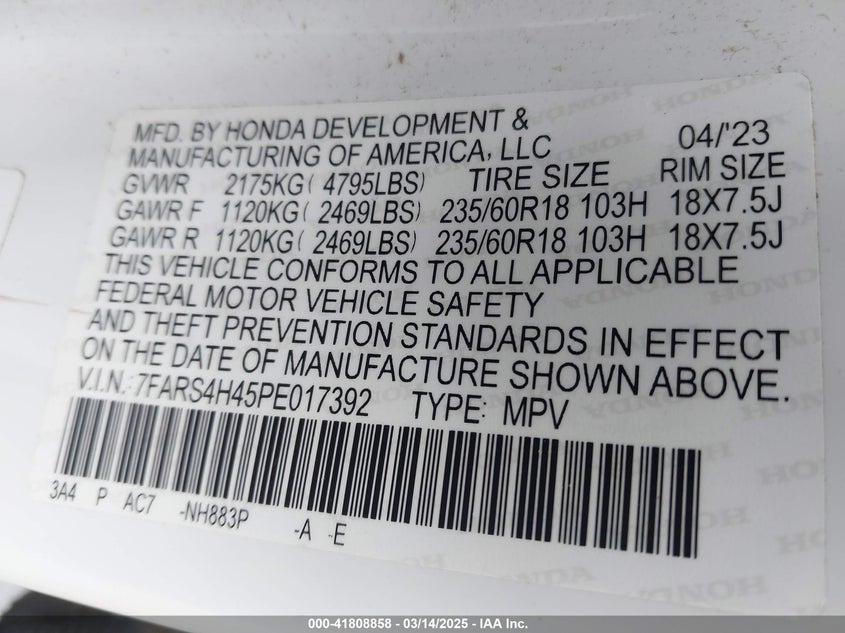 MFD. BY HONDA DEVELOPMENT &
MANUFACTURING OF AMERICA, LLC 04/'23
GVWR 2175KG( 4795LBS) TIRE SIZE RIM SIZE
GAWR F 1120KG( 2469LBS) 235/60R18 103H 18X7.5J
GAWR R 1120KG( 2469LBS) 235/60R18 103H 18X7.5J
THIS VEHICLE CONFORMS TO ALL APPLICABLE
FEDERAL MOTOR VEHICLE SAFETY
AND THEFT PREVENTION STANDARDS IN EFFECT
ON THE DATE OF MANUFACTURE SHOWN ABOVE.
V.I.N.: 7FARS4H45PE017392 TYPE: MPV
3A4 P AC7 -NH883P -A -E
000-41808858 - 03/14/2025 - IAA Inc.